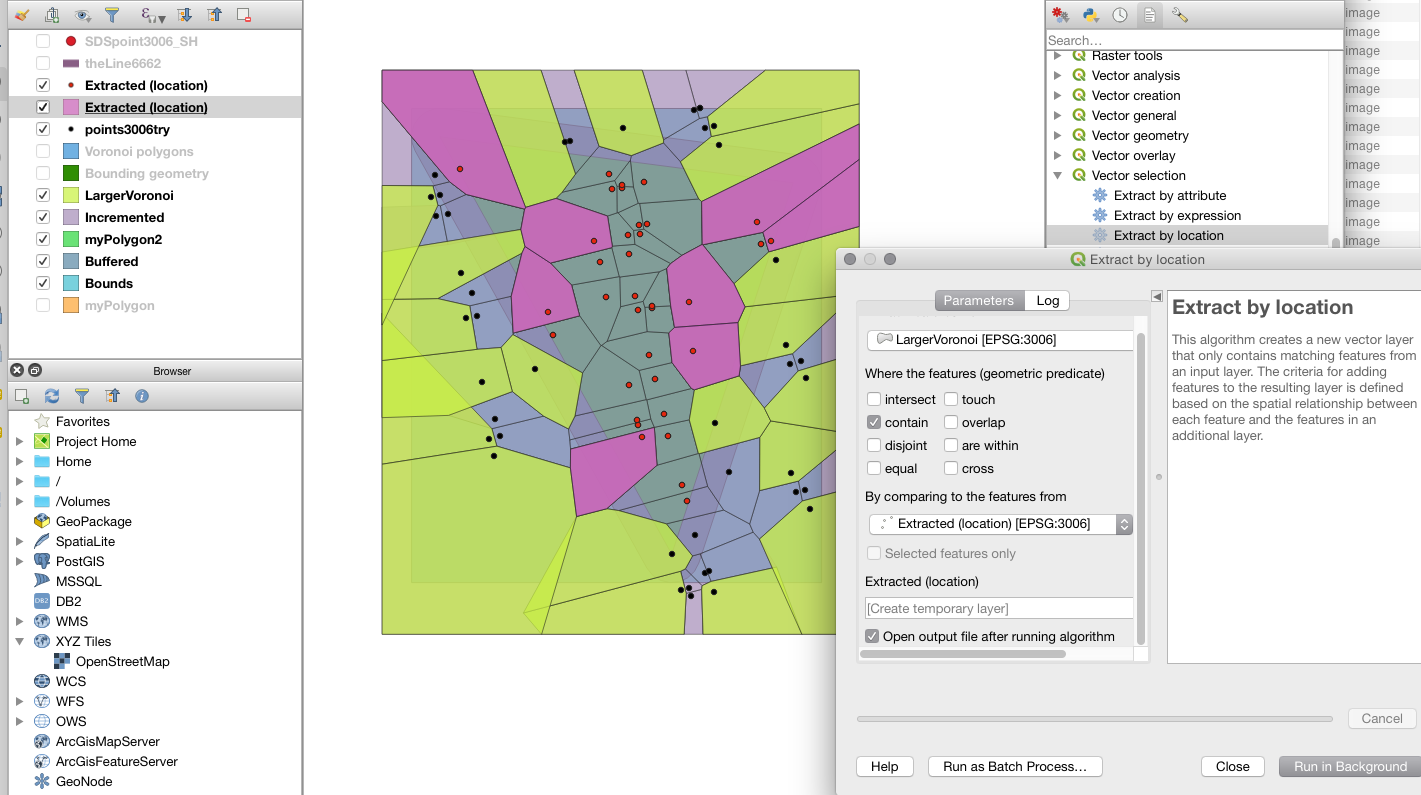 SDSpoint3006_SH
theLine6662
Extracted (location)
Extracted (location)
points3006try
Voronoi polygons
Bounding geometry
LargerVoronoi
Incremented
myPolygon2
Buffered
Bounds
myPolygon
Browser
Favorites
Project Home
Home
/
/Volumes
GeoPackage
SpatiaLite
PostGIS
MSSQL
DB2
DB2
WMS
XYZ Tiles
OpenStreetMap
WCS
WFS
OWS
ArcGisMapServer
ArcGisFeatureServer
GeoNode
Search...
Raster tools
Vector analysis
Vector creation
Vector general
Vector geometry
Vector overlay
Vector selection
Extract by attribute
Extract by expression
Extract by location
image
image
image
image
image
image
image
image
image
image
image
image
image
Extract by location
Parameters
Log
LargerVoronoi [EPSG:3006]
Where the features (geometric predicate)
intersect touch
contain overlap
disjoint are within
equal cross
By comparing to the features from
Extracted (location) [EPSG:3006]
Selected features only
Extracted (location)
[Create temporary layer]
Open output file after running algorithm
Extract by location
This algorithm creates a new vector layer
that only contains matching features from
an input layer. The criteria for adding
features to the resulting layer is defined
based on the spatial relationship between
each feature and the features in an
additional layer.
Cancel
Help
Run as Batch Process...
Close
Run in Background